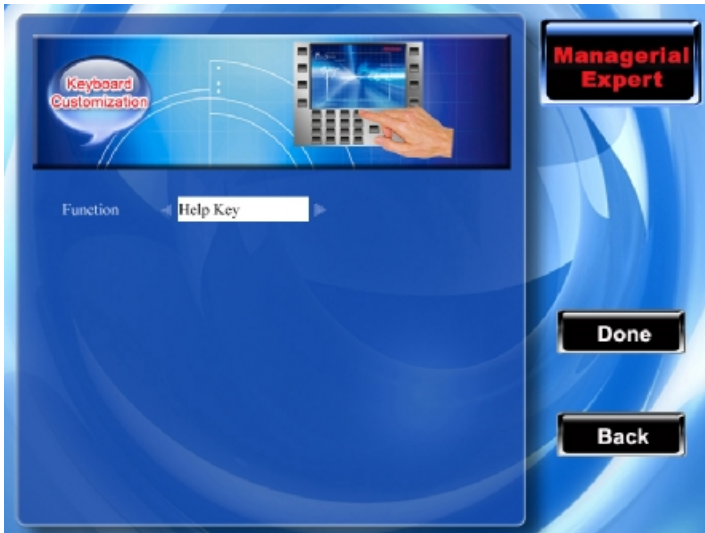 Keyboard
Customization
Managerial
Expert
Function
Help Key
Done
Back